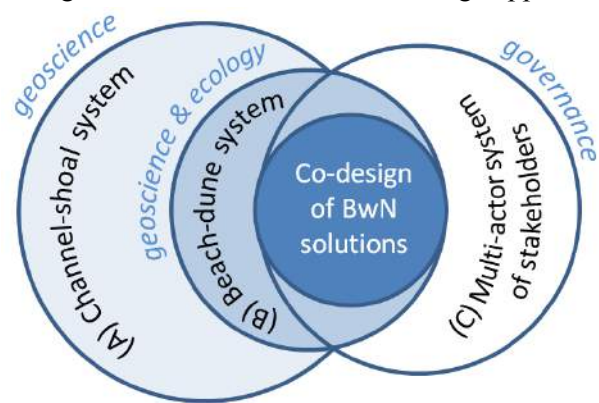 geoscience
(A) Channel-shoal system
geoscience & ecology
(B) Beach-dune system
Co-design
of BwN
solutions
(C) Multi-actor system
of stakeholders
governance